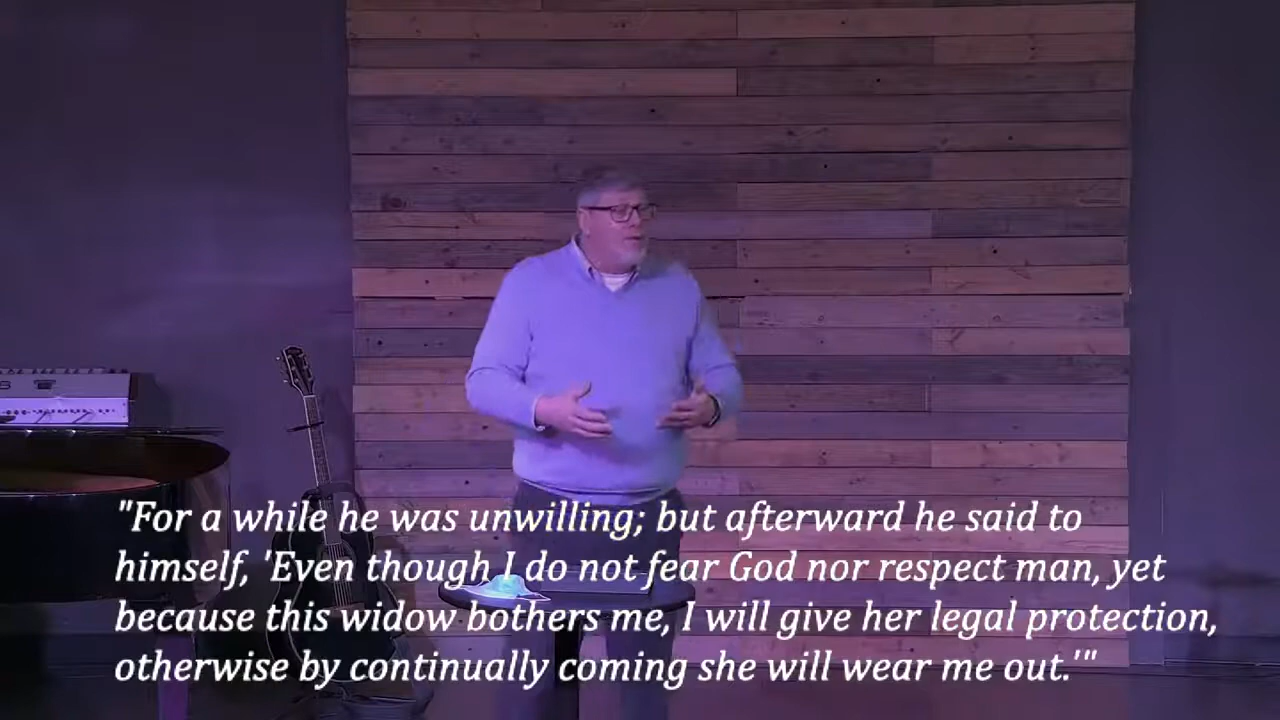 "For a while he was unwilling; but afterward he said to
himself, 'Even though I do not fear God nor respect man, yet
because this widow bothers me, I will give her legal protection,
otherwise by continually coming she will wear me out.'"